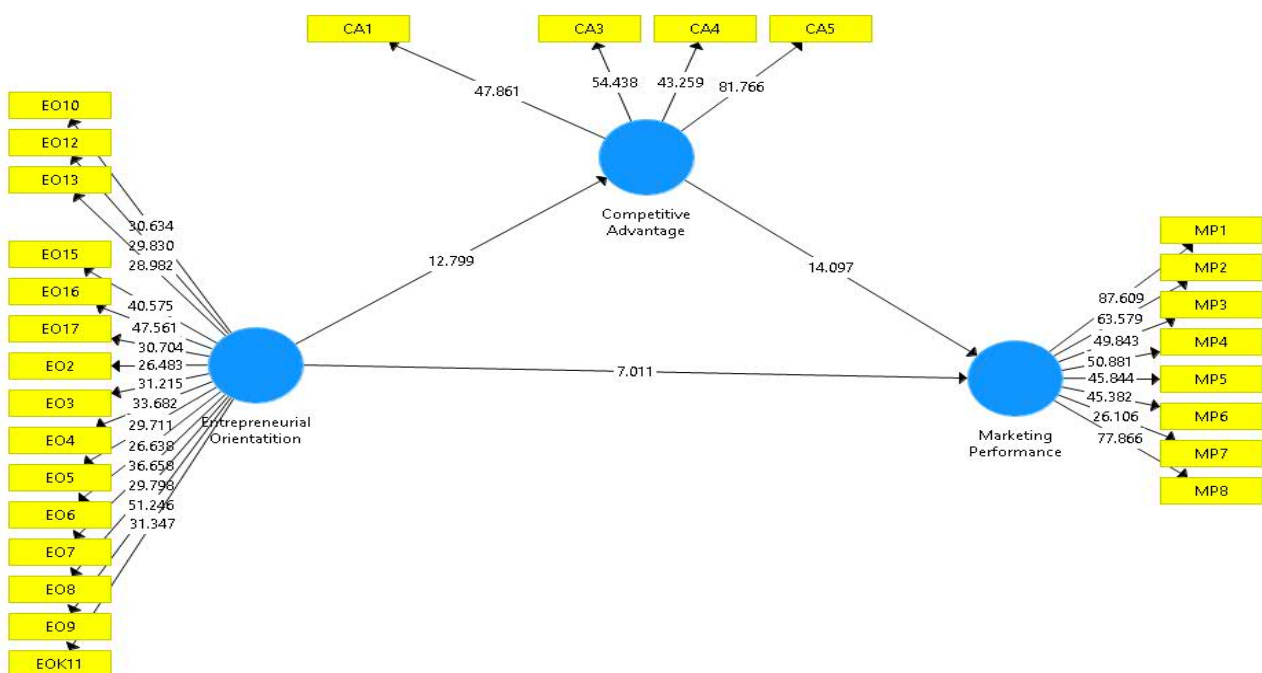 CA1
CA3
CA4
CA5
47.861
54.438
43.259
81.766
EO10
EO12
EO13
EO15
EO16
EO17
EO2
EO3
EO4
EO5
EO6
EO7
EO8
EO9
EOK11
30.634
29.830
28.982
40.575
47.561
30.704
26.483
31.215
33.682
29.711
26.638
36.658
29.798
51.246
31.347
Entrepreneurial
Orientatition
12.799
Competitive
Advantage
14.097
7.011
Marketing
Performance
87.609
63.579
49.843
50.881
45.844
45.382
26.106
77.866
MP1
MP2
MP3
MP4
MP5
MP6
MP7
MP8